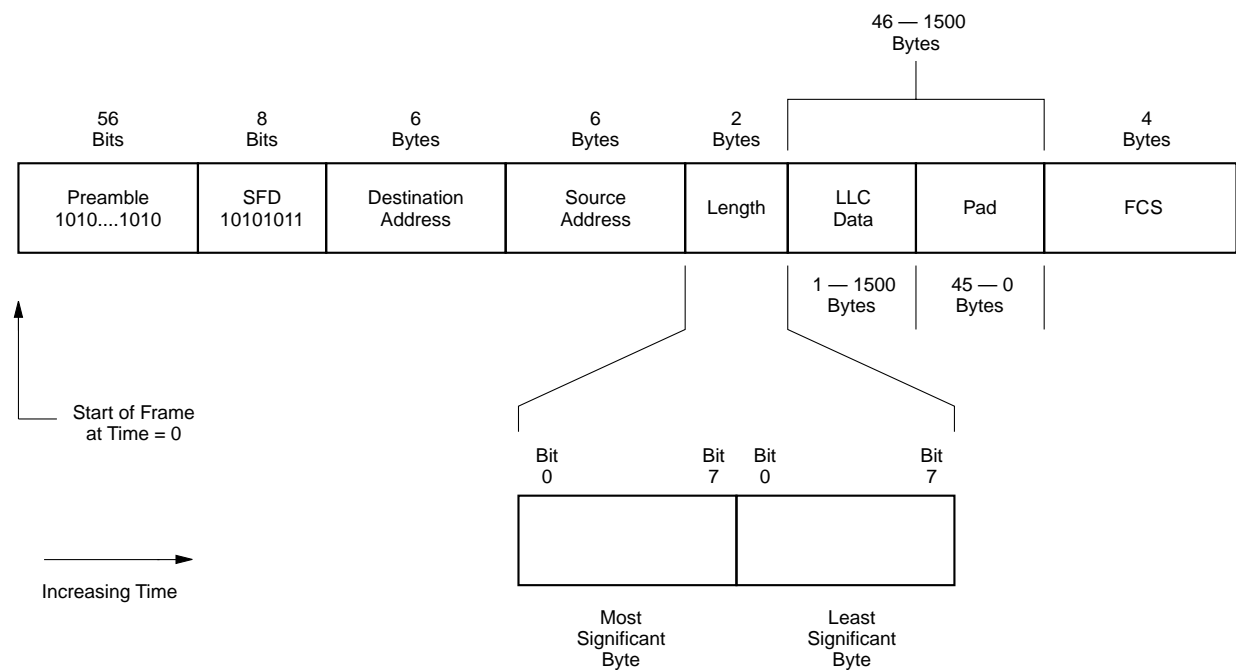 46 — 1500
Bytes
56
Bits
8
Bits
6
Bytes
6
Bytes
2
Bytes
4
Bytes
Preamble
1010....1010
SFD
10101011
Destination
Address
Source
Address
Length
LLC
Data
Pad
FCS
1 — 1500
Bytes
45 — 0
Bytes
Start of Frame
at Time = 0
Bit
0
Bit
7
Bit
0
Bit
7
Increasing Time
Most
Significant
Byte
Least
Significant
Byte